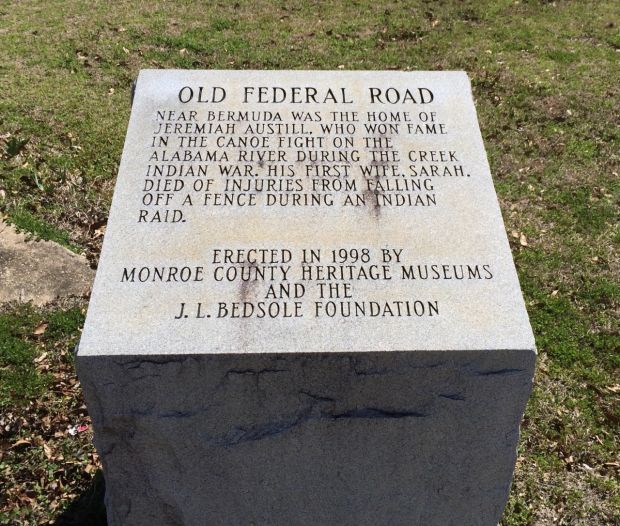 OLD FEDERAL ROAD
NEAR BERMUDA WAS THE HOME OF
JEREMIAH AUSTILL, WHO WON FAME
IN THE CANOE FIGHT ON THE
ALABAMA RIVER DURING THE CREEK
INDIAN WAR. HIS FIRST WIFE, SARAH,
DIED OF INJURIES FROM FALLING
OFF A FENCE DURING AN INDIAN
RAID.
ERECTED IN 1998 BY
MONROE COUNTY HERITAGE MUSEUMS
AND THE
J. L. BEDSOLE FOUNDATION